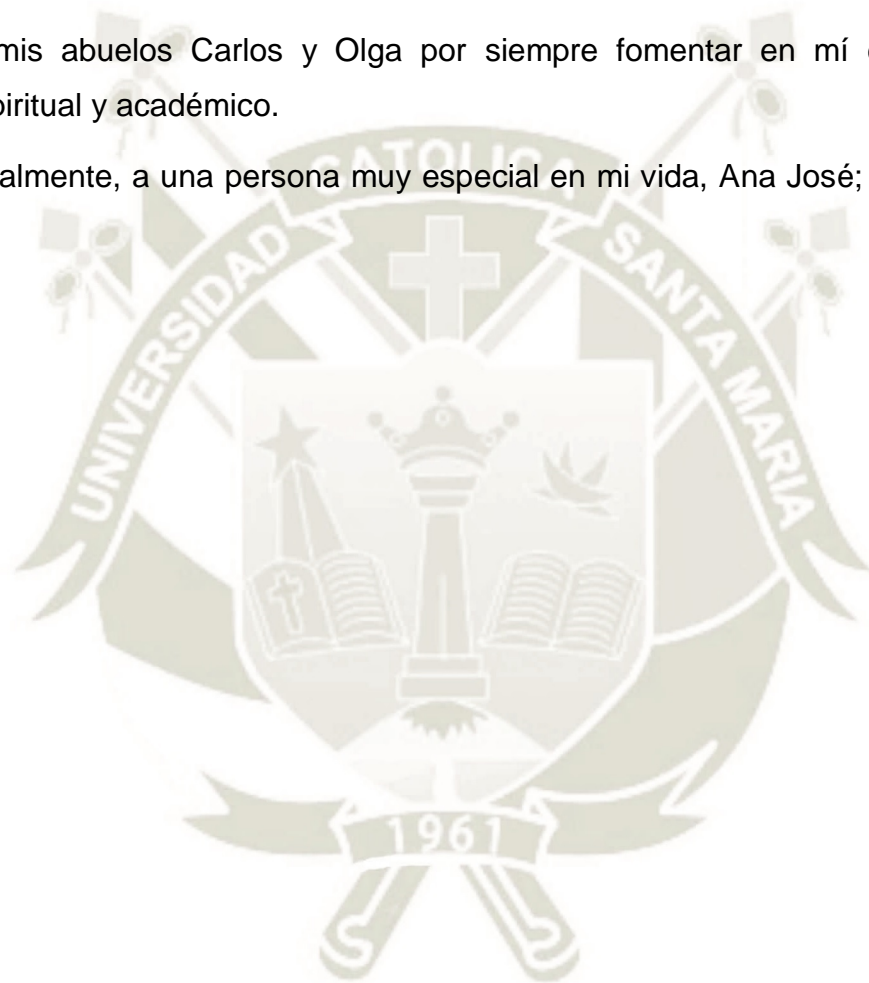 mis abuelos Carlos y Olga por siempre fomentar en mí
piritual y académico.
almente, a una persona muy especial en mi vida, Ana José;
CATOLICA
UNIVERSIDAD
SANTA MARIA
1961